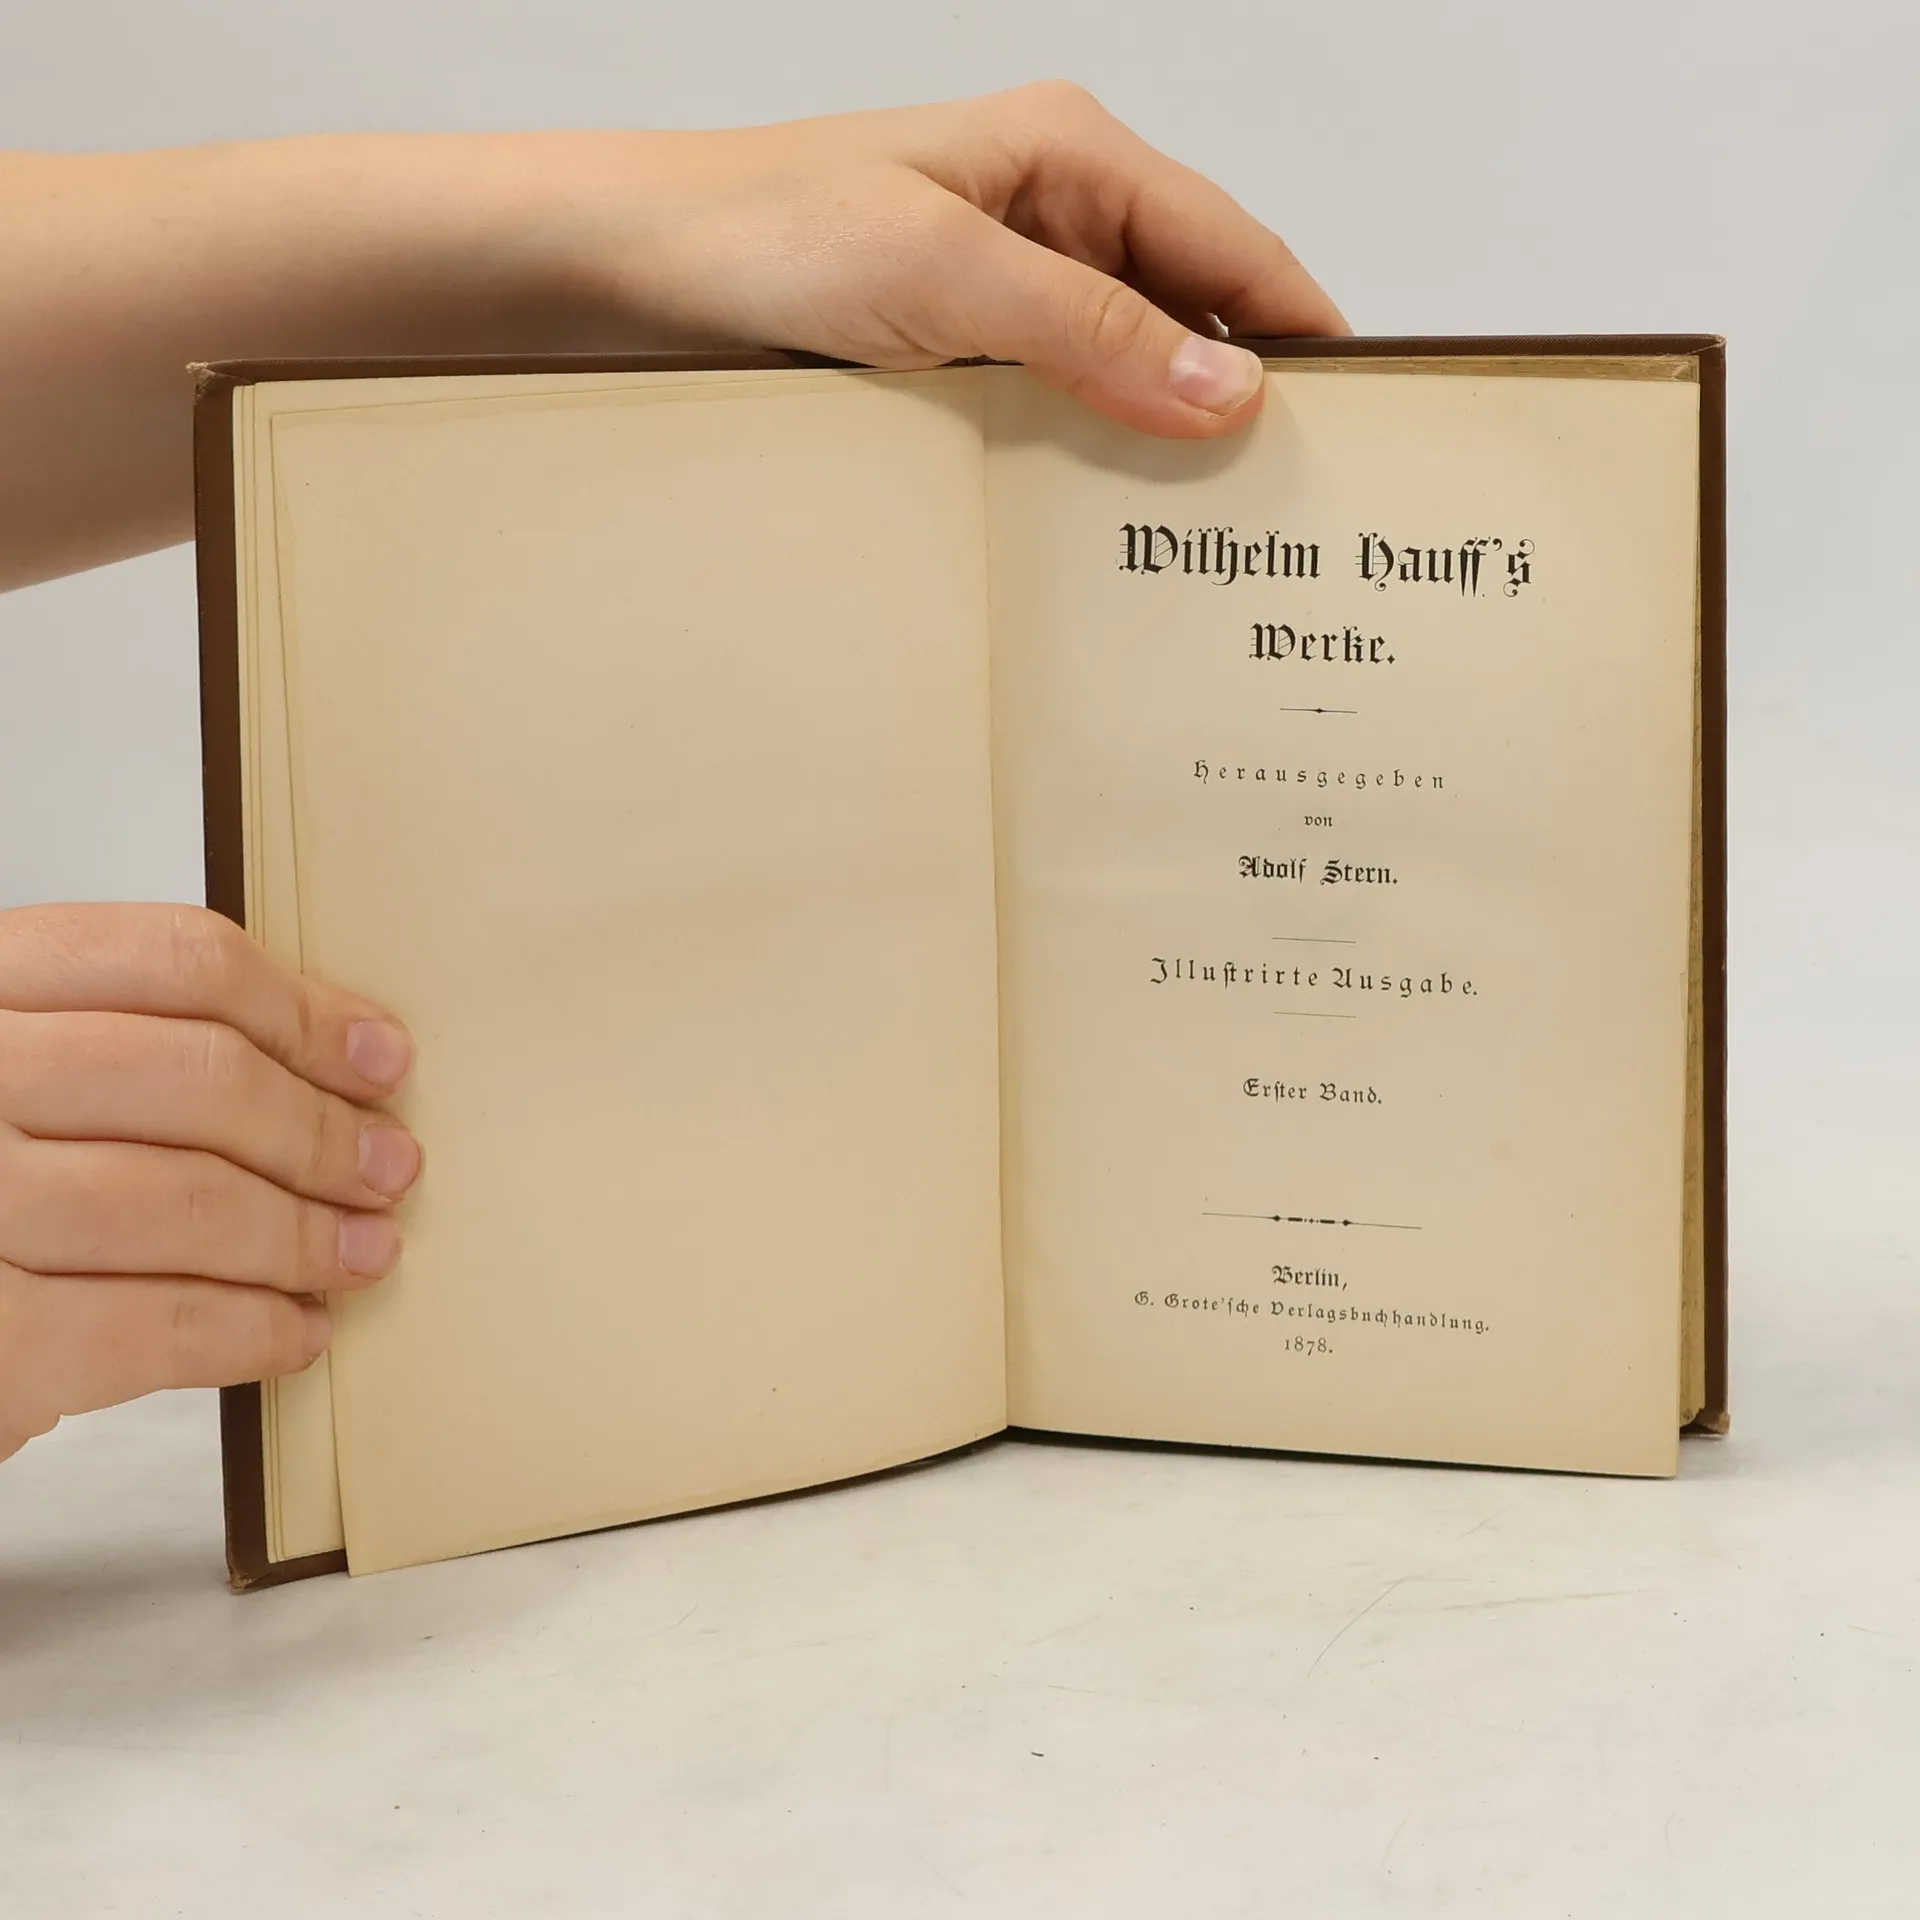 Wilhelm Hauff's
Werke.
Herausgegeben
von
Adolf Stern.
Illustrirte Ausgabe.
Erster Band.
Berlin,
G. Grote'sche Verlagsbuchhandlung.
1878.